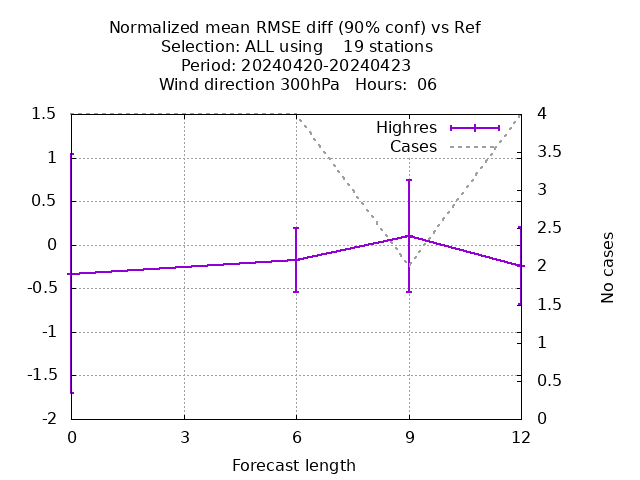 Normalized mean RMSE diff (90% conf) vs Ref
Selection: ALL using    19 stations
Period: 20240420-20240423
Wind direction 300hPa   Hours:  06
Highres
Cases
1.5
1
0.5
0
-0.5
-1
-1.5
-2
4
3.5
3
2.5
2
1.5
1
0.5
0
No cases
0
3
6
9
12
Forecast length